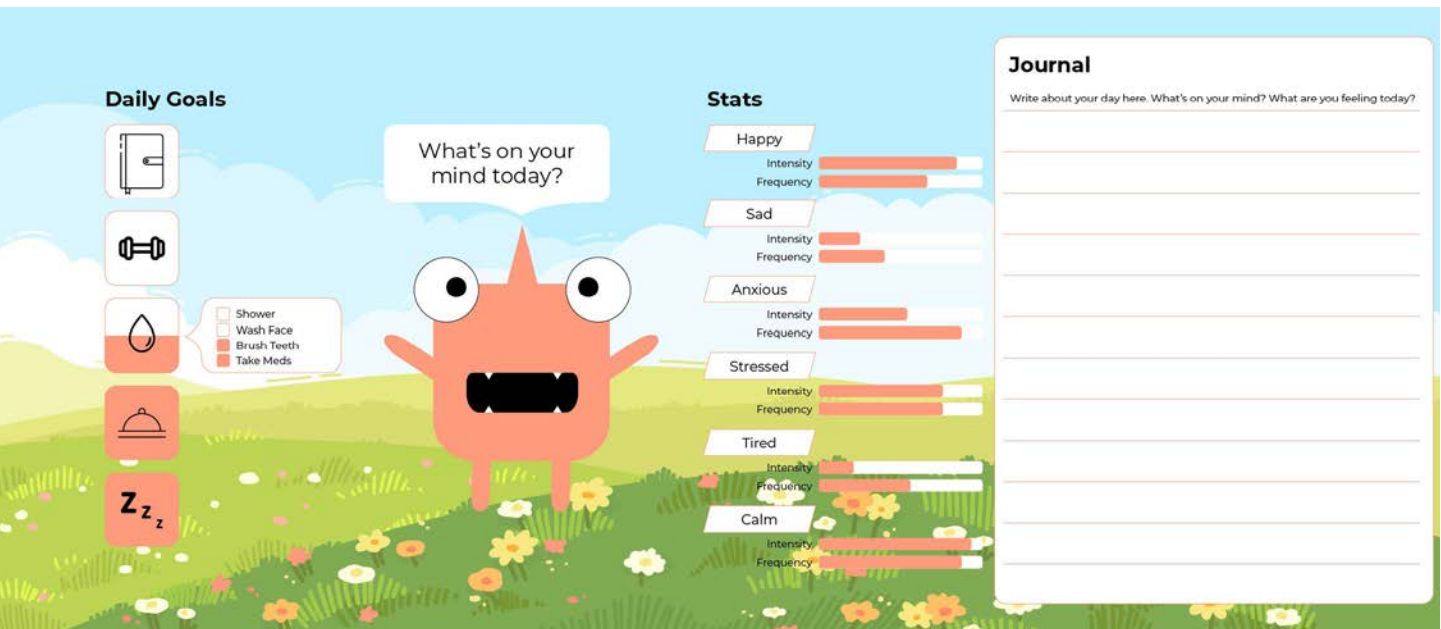 Daily Goals
Shower
Wash Face
Brush Teeth
Take Meds
Z z z
What's on your
mind today?
Stats
Happy
Intensity
Frequency
Sad
Intensity
Frequency
Anxious
Intensity
Frequency
Stressed
Intensity
Frequency
Tired
Intensity
Frequency
Calm
Intensity
Frequency
Journal
Write about your day here. What's on your mind? What are you feeling today?